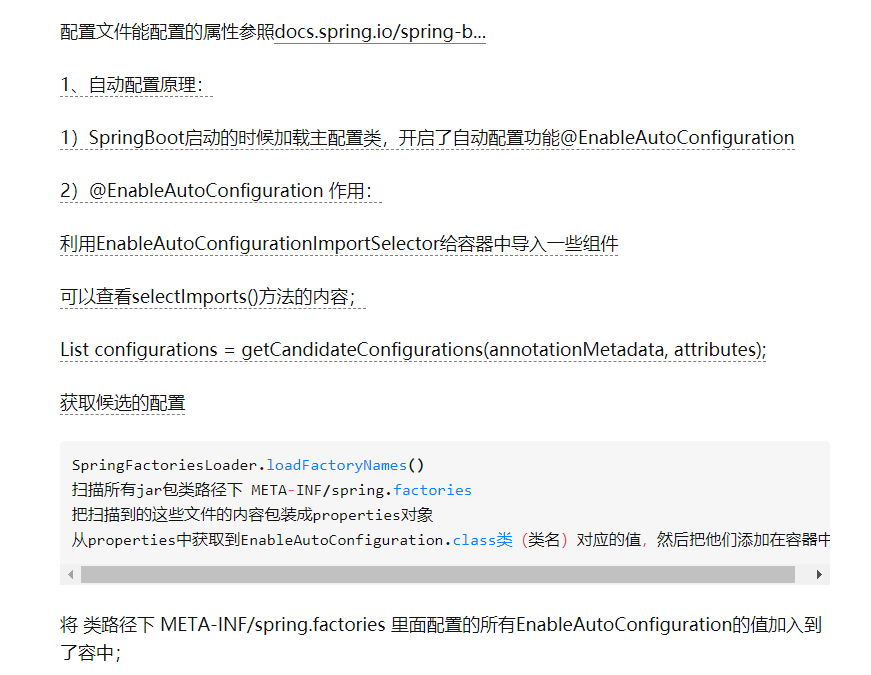 配置文件能配置的属性参照docs.spring.io/spring-b...
1、自动配置原理：
1）SpringBoot启动的时候加载主配置类，开启了自动配置功能@EnableAutoConfiguration
2）@EnableAutoConfiguration 作用：
利用EnableAutoConfigurationImportSelector给容器中导入一些组件
可以查看selectImports()方法的内容；
List configurations = getCandidateConfigurations(annotationMetadata, attributes);
获取候选的配置
SpringFactoriesLoader.loadFactoryNames()
扫描所有jar包类路径下 META-INF/spring.factories
把扫描到的这些文件的内容包装成properties对象
从properties中获取到EnableAutoConfiguration.class类（类名）对应的值，然后把他们添加在容器中
将 类路径下 META-INF/spring.factories 里面配置的所有EnableAutoConfiguration的值加入到
了容中；